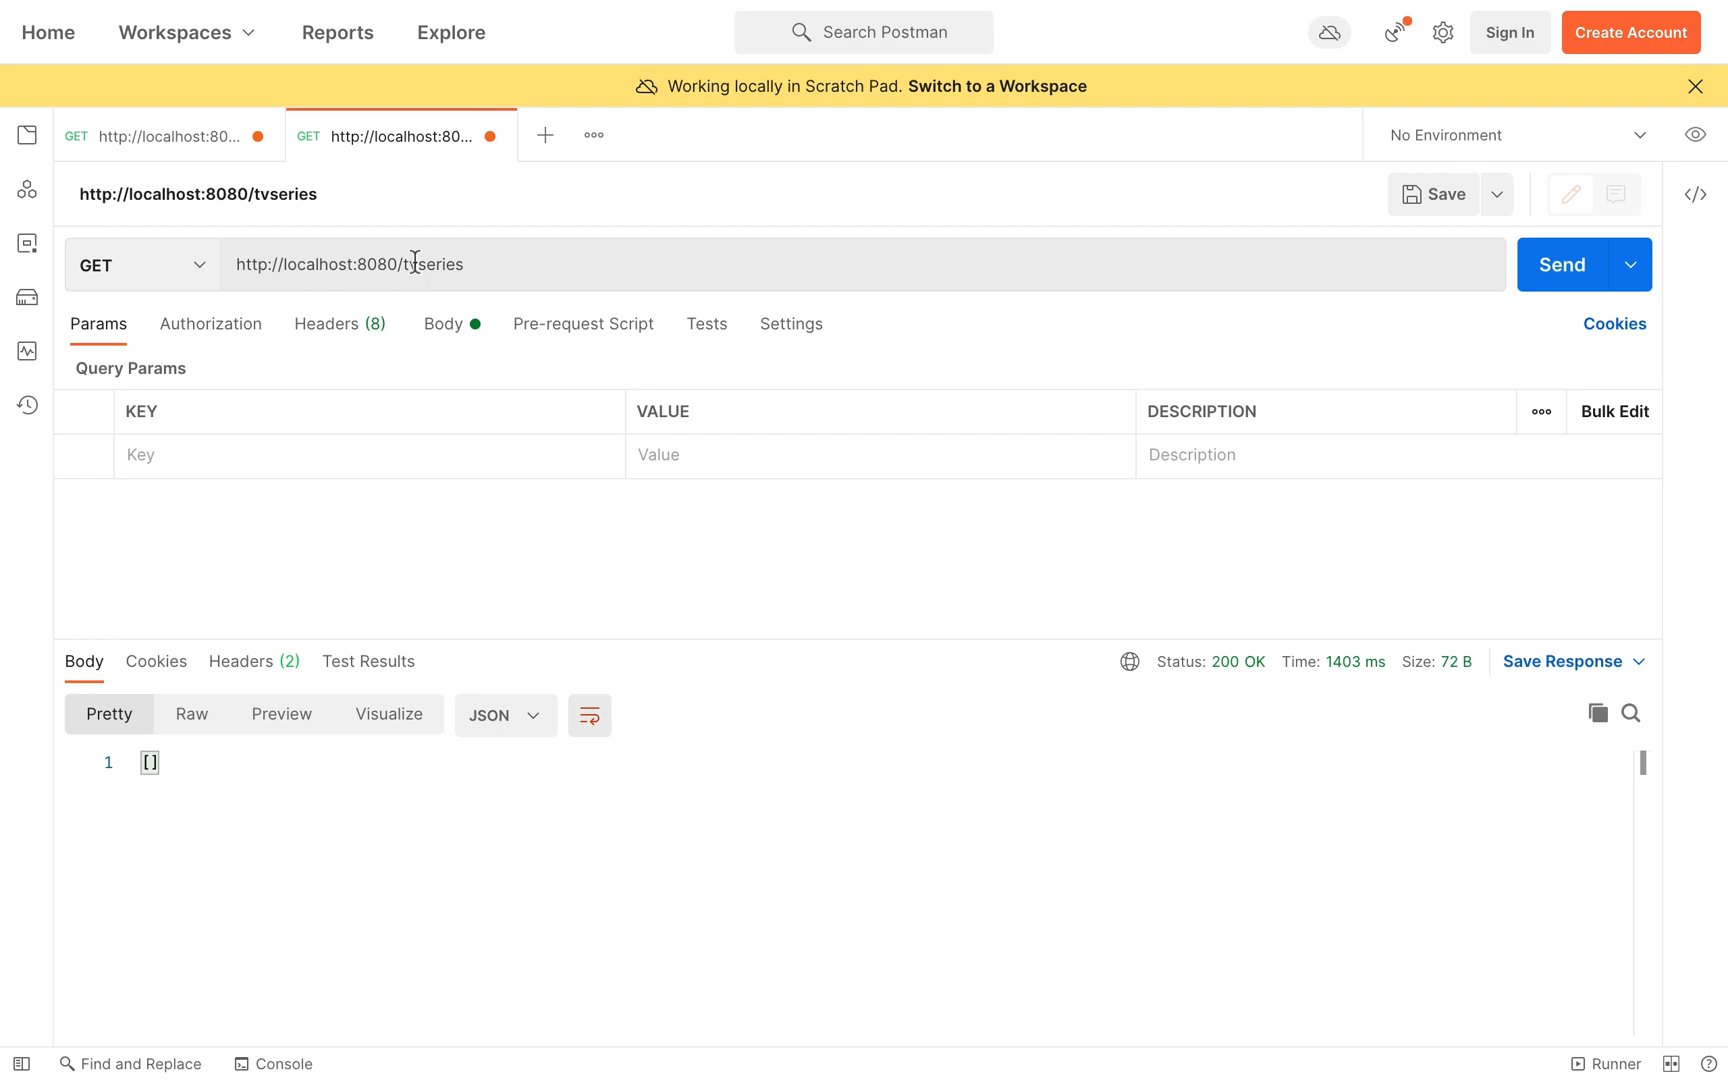 Home Workspaces Reports Explore Search Postman Sign In Create Account
Working locally in Scratch Pad. Switch to a Workspace
GET http://localhost:80... GET http://localhost:80... No Environment
http://localhost:8080/tvseries Save
GET http://localhost:8080/tvseries Send
Params Authorization Headers (8) Body Pre-request Script Tests Settings Cookies
Query Params
KEY VALUE DESCRIPTION Bulk Edit
Key Value Description
Body Cookies Headers (2) Test Results Status: 200 OK Time: 1403 ms Size: 72 B Save Response
Pretty Raw Preview Visualize JSON
1 []
Find and Replace Console Runner